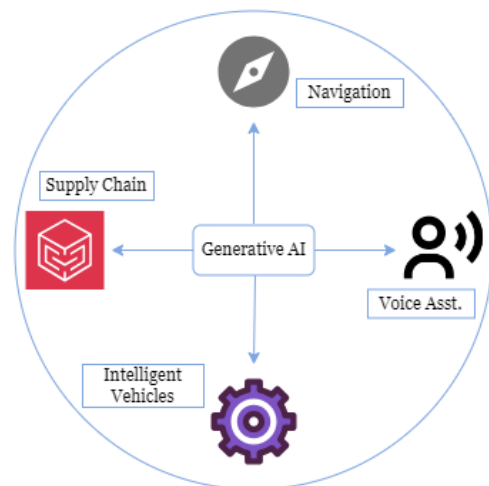 Navigation
Supply Chain
Generative AI
Voice Asst.
Intelligent
Vehicles